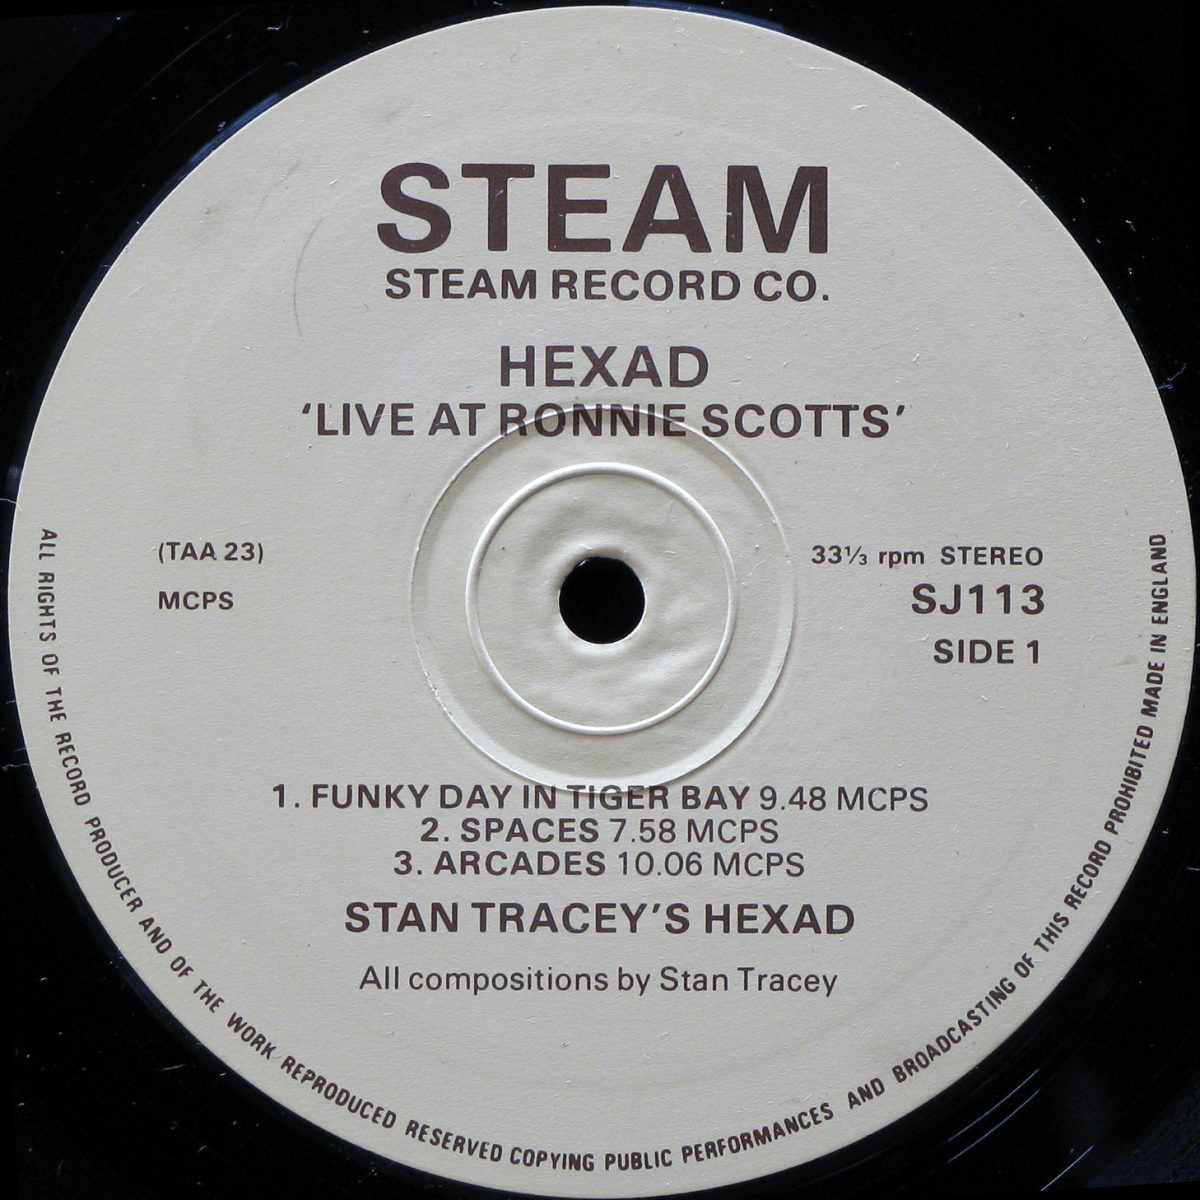 STEAM
STEAM RECORD CO.
HEXAD
‘LIVE AT RONNIE SCOTTS’
(TAA 23)
MCPS
33⅓ rpm STEREO
SJ113
SIDE 1
1. FUNKY DAY IN TIGER BAY 9.48 MCPS
2. SPACES 7.58 MCPS
3. ARCADES 10.06 MCPS
STAN TRACEY’S HEXAD
All compositions by Stan Tracey
ALL RIGHTS OF THE RECORD PRODUCER AND OF THE WORK REPRODUCED RESERVED COPYING PUBLIC PERFORMANCES AND BROADCASTING OF THIS RECORD PROHIBITED MADE IN ENGLAND